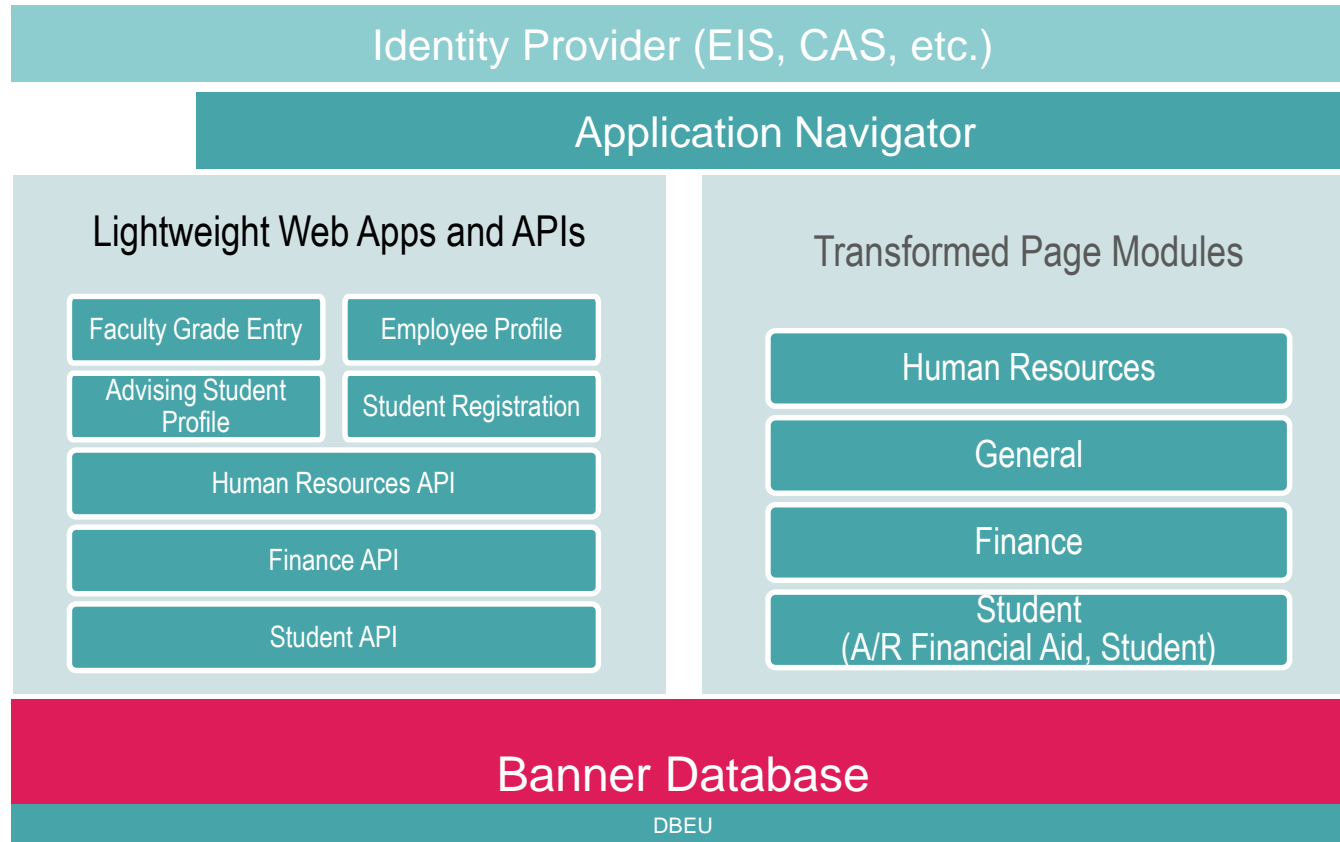 Identity Provider (EIS, CAS, etc.)
Application Navigator
Lightweight Web Apps and APIs
Faculty Grade Entry
Employee Profile
Advising Student
Profile
Student Registration
Human Resources API
Finance API
Student API
Transformed Page Modules
Human Resources
General
Finance
Student
(A/R Financial Aid, Student)
Banner Database
DBEU